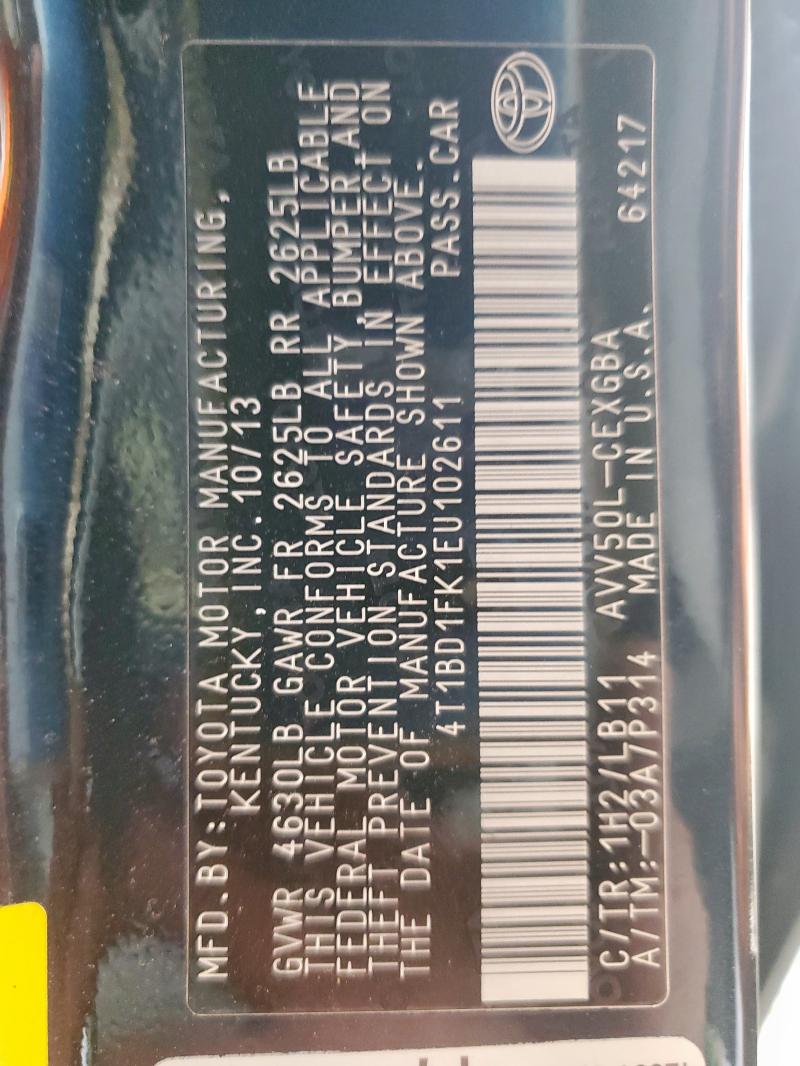 MFD.BY:TOYOTA MOTOR MANUFACTURING,
KENTUCKY,INC.10/13
GVWR 4630LB GAWR FR 2625LB RR 2625LB
THIS VEHICLE CONFORMS TO ALL APPLICABLE
FEDERAL MOTOR VEHICLE SAFETY,BUMPER,AND
THEFT PREVENTION STANDARDS IN EFFECT ON
THE DATE OF MANUFACTURE SHOWN ABOVE.
4T1BD1FK1EU102611 PASS.CAR
C/TR:1H2/LB11 AVV50L-CEXGBA 64217
A/TM:-03A7P314 MADE IN U.S.A.